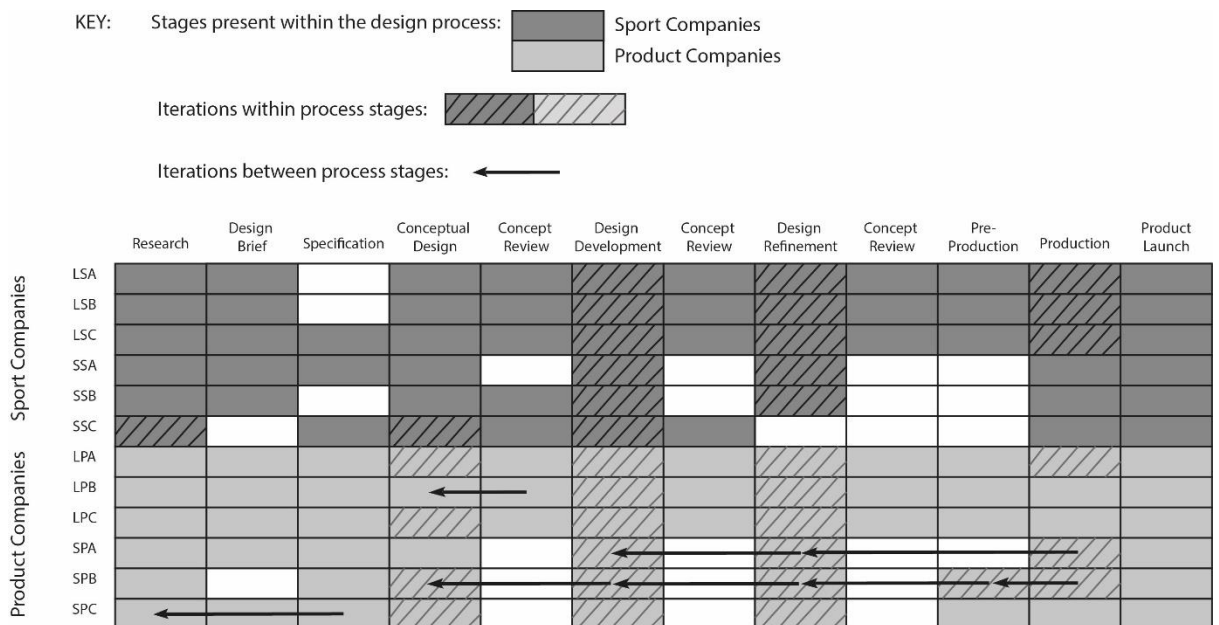 KEY: Stages present within the design process: Sport Companies
Product Companies
Iterations within process stages:
Iterations between process stages:
Research Design Brief Specification Conceptual Design Concept Review Design Development Concept Review Design Refinement Concept Review Pre-Production Production Product Launch
Sport Companies
LSA
LSB
LSC
SSA
SSB
SSC
Product Companies
LPA
LPB
LPC
SPA
SPB
SPC